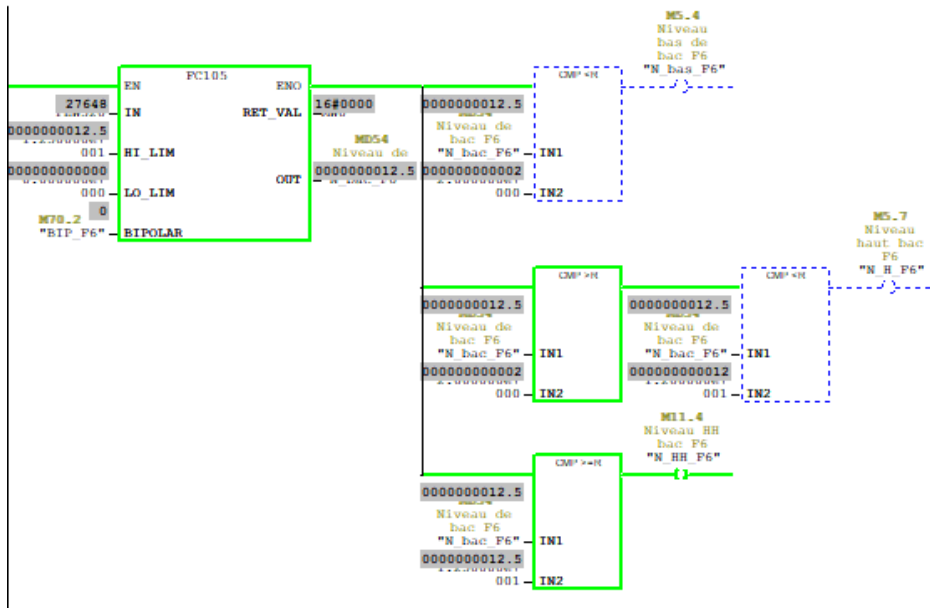 M5.4
Niveau
bas de
bac F6
"N_bas_F6"
FC105
EN
ENO
27648
IN
RET_VAL
16#0000
0000000012.5
001
HI_LIM
MD54
Niveau de
000000000000
000
LO_LIM
OUT
0000000012.5
M70.2
0
"BIP_F6"
BIPOLAR
0000000012.5
Niveau de
bac F6
"N_bac_F6"
IN1
000000000002
000
IN2
M5.7
Niveau
haut bac
F6
"N_H_F6"
CMP >M
0000000012.5
Niveau de
bac F6
"N_bac_F6"
IN1
000000000002
000
IN2
0000000012.5
Niveau de
bac F6
"N_bac_F6"
IN1
000000000012
001
IN2
M11.4
Niveau HH
bac F6
"N_HH_F6"
CMP >=M
0000000012.5
Niveau de
bac F6
"N_bac_F6"
IN1
0000000012.5
001
IN2